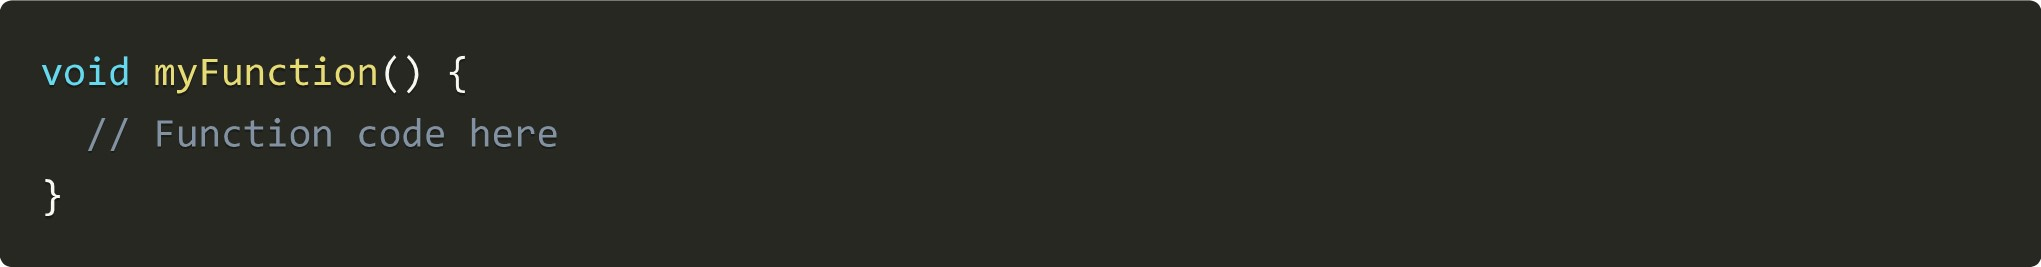 void myFunction() {
  // Function code here
}